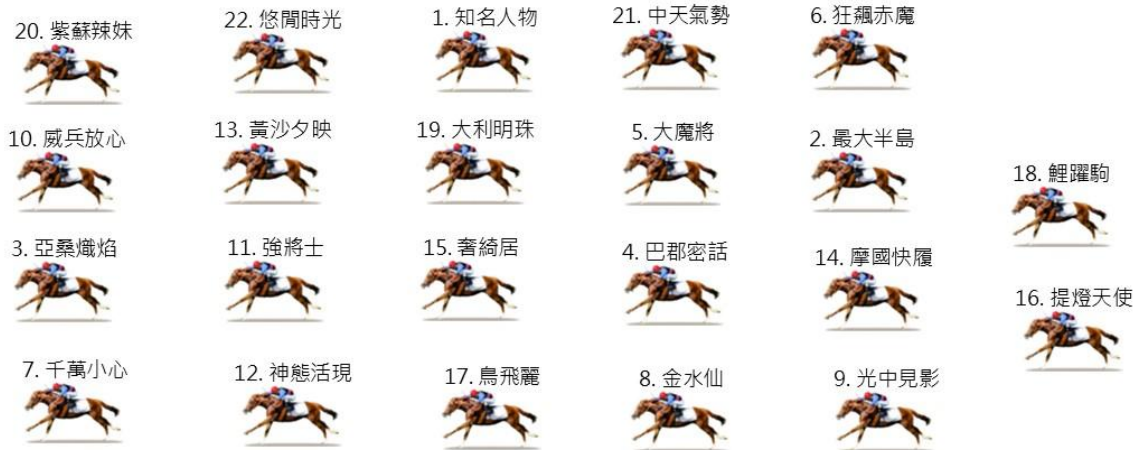 20. 紫蘇辣妹
22. 悠閒時光
1. 知名人物
21. 中天氣勢
6. 狂飆赤魔
10. 威兵放心
13. 黃沙夕映
19. 大利明珠
5. 大魔將
2. 最大半島
18. 鯉躍駒
3. 亞桑熾焰
11. 強將士
15. 奢綺居
4. 巴郡密話
14. 摩國快履
16. 提燈天使
7. 千萬小心
12. 神態活現
17. 鳥飛麗
8. 金水仙
9. 光中見影